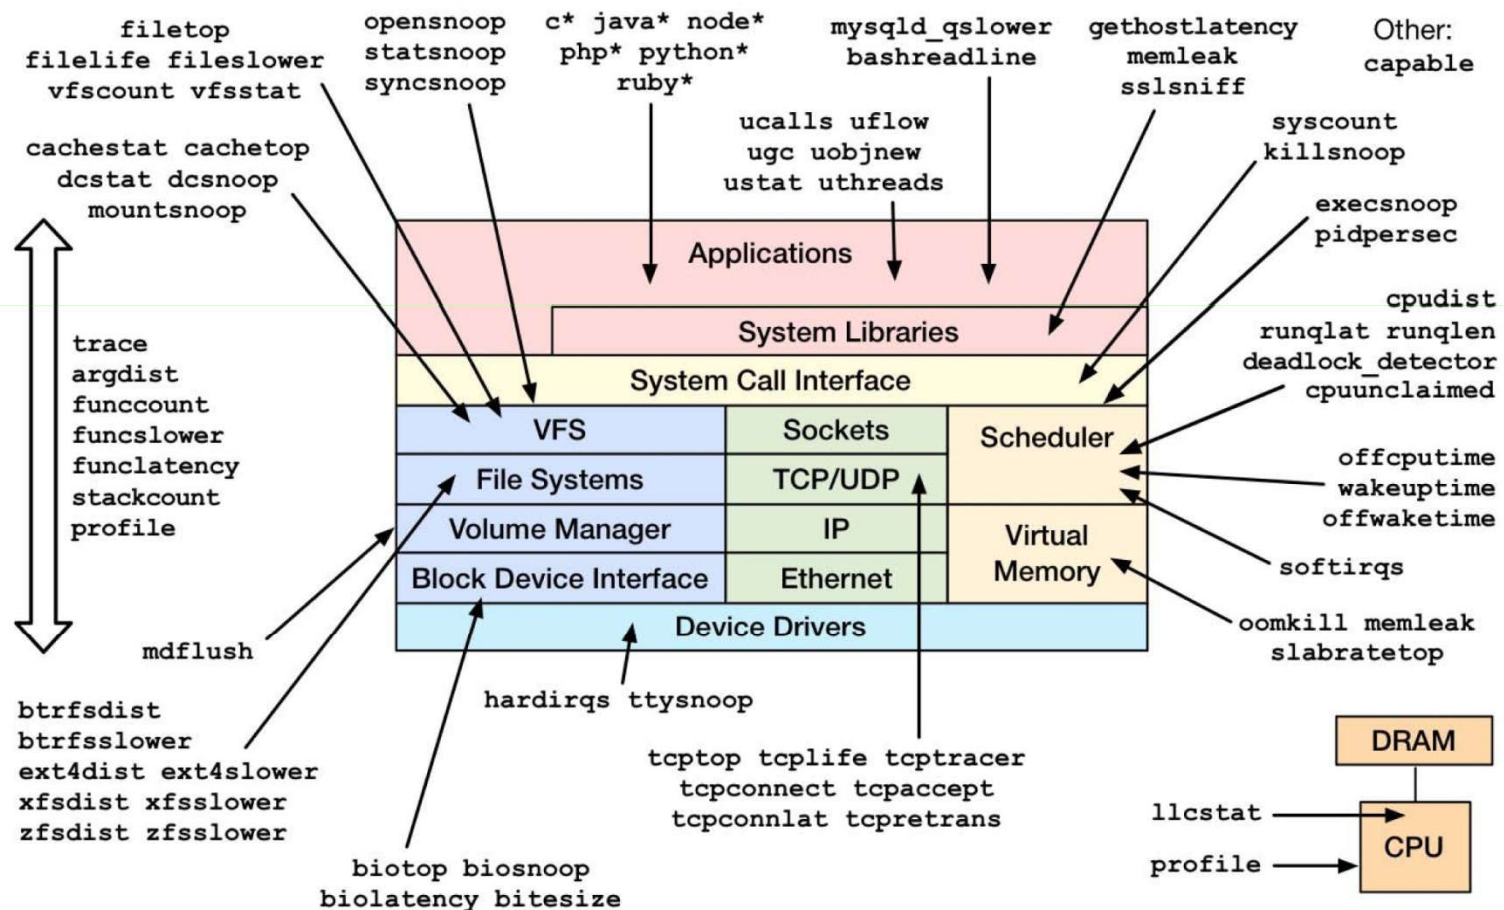 filetop
filelife fileslower
vfscount vfsstat
opensnoop
statsnoop
syncsnoop
c* java* node*
php* python*
ruby*
mysqld_qslower
bashreadline
gethostlatency
memleak
sslsniff
Other:
capable
ucalls uflow
ugc uobjnew
ustat uthreads
syscount
killsnoop
cachestat cachetop
dcstat dcsnoop
mountsnoop
execsnoop
pidpersec
Applications
System Libraries
System Call Interface
VFS
Sockets
Scheduler
File Systems
TCP/UDP
Volume Manager
IP
Virtual
Memory
Block Device Interface
Ethernet
Device Drivers
cpudist
runqlat runqlen
deadlock_detector
cpuunclaimed
offcputime
wakeuptime
offwaketime
softirqs
oomkill memleak
slabratetop
trace
argdist
funccount
funcslower
funclatency
stackcount
profile
mdflush
hardirqs ttysnoop
btrfsdist
btrfsslower
ext4dist ext4slower
xfsdist xfsslower
zfsdist zfsslower
tcptop tcplife tcptracer
tcpconnect tcpaccept
tcpconnlat tcpretrans
biotop biosnoop
biolatency bitesize
DRAM
llcstat
CPU
profile